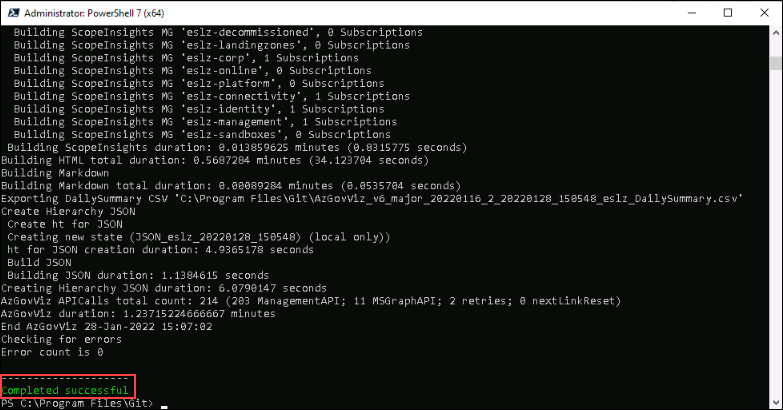 Administrator: PowerShell 7 (x64)
Building ScopeInsights MG 'eslz-decommissioned', 0 Subscriptions
Building ScopeInsights MG 'eslz-landingzones', 0 Subscriptions
Building ScopeInsights MG 'eslz-corp', 1 Subscriptions
Building ScopeInsights MG 'eslz-online', 0 Subscriptions
Building ScopeInsights MG 'eslz-platform', 0 Subscriptions
Building ScopeInsights MG 'eslz-connectivity', 1 Subscriptions
Building ScopeInsights MG 'eslz-identity', 1 Subscriptions
Building ScopeInsights MG 'eslz-management', 1 Subscriptions
Building ScopeInsights MG 'eslz-sandboxes', 0 Subscriptions
Building ScopeInsights duration: 0.013859625 minutes (0.8315775 seconds)
Building HTML total duration: 0.5687284 minutes (34.123704 seconds)
Building Markdown
Building Markdown total duration: 0.00089284 minutes (0.0535704 seconds)
Exporting DailySummary CSV 'C:\Program Files\Git\AzGovViz_v6_major_20220116_2_20220128_150548_eslz_DailySummary.csv'
Create Hierarchy JSON
Create ht for JSON
Creating new state (JSON_eslz_20220128_150548) (local only))
ht for JSON creation duration: 4.9365178 seconds
Build JSON
Building JSON duration: 1.1384615 seconds
Creating Hierarchy JSON duration: 6.0790147 seconds
AzGovViz APICalls total count: 214 (203 ManagementAPI; 11 MSGraphAPI; 2 retries; 0 nextLinkReset)
AzGovViz duration: 1.23715224666667 minutes
End AzGovViz 28-Jan-2022 15:07:02
Checking for errors
Error count is 0
--------------------
Completed successful
PS C:\Program Files\Git>